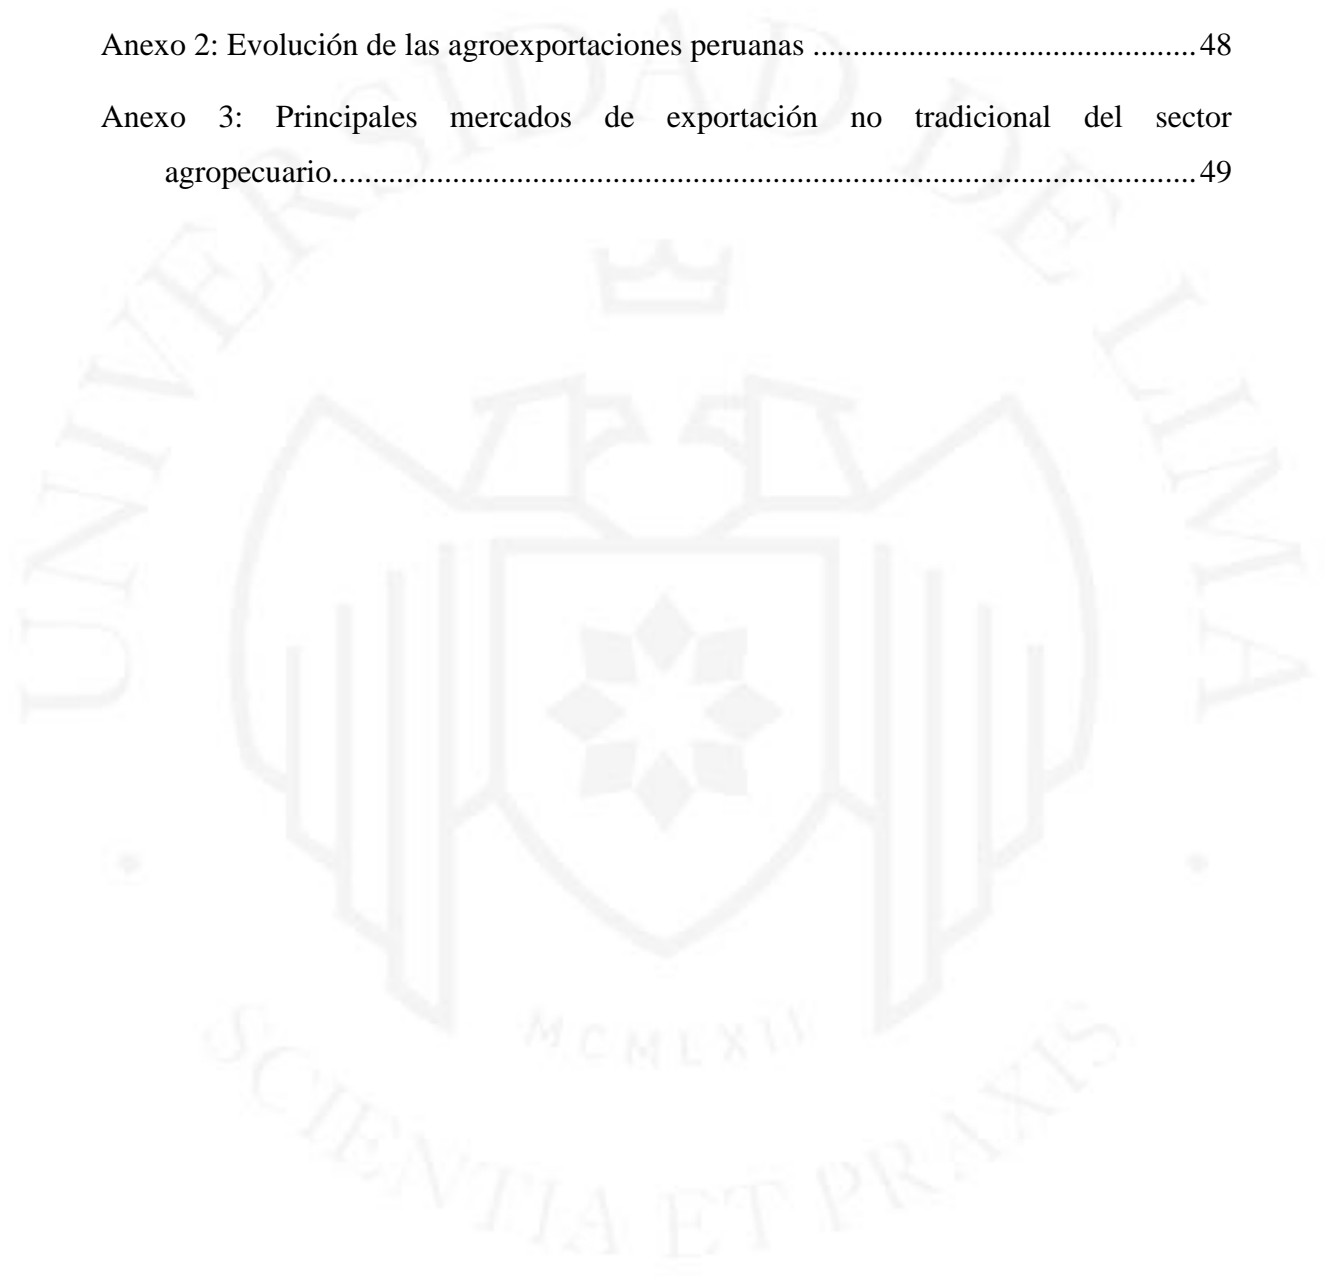 Anexo 2: Evolución de las agroexportaciones peruanas ................................................48
Anexo 3: Principales mercados de exportación no tradicional del sector
agropecuario............................................................................................................49
UNIVERSIDAD DE LIMA
MCMLXII
SCIENTIA ET PRAXIS